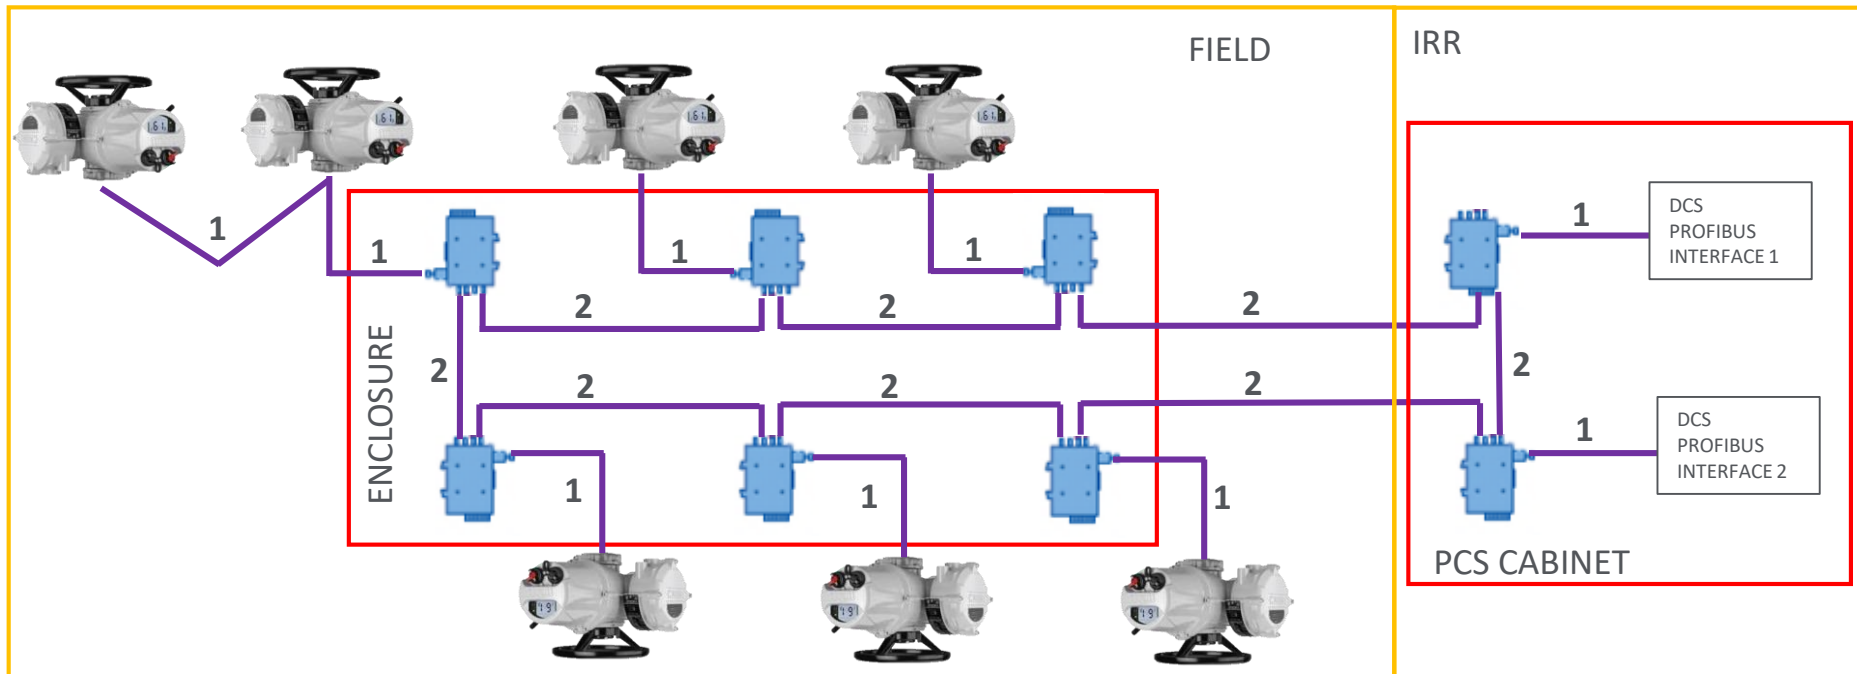 FIELD
IRR
1
1
1
1
1
DCS
PROFIBUS
INTERFACE 1
2
2
2
ENCLOSURE
2
2
2
2
2
1
1
1
1
DCS
PROFIBUS
INTERFACE 2
PCS CABINET